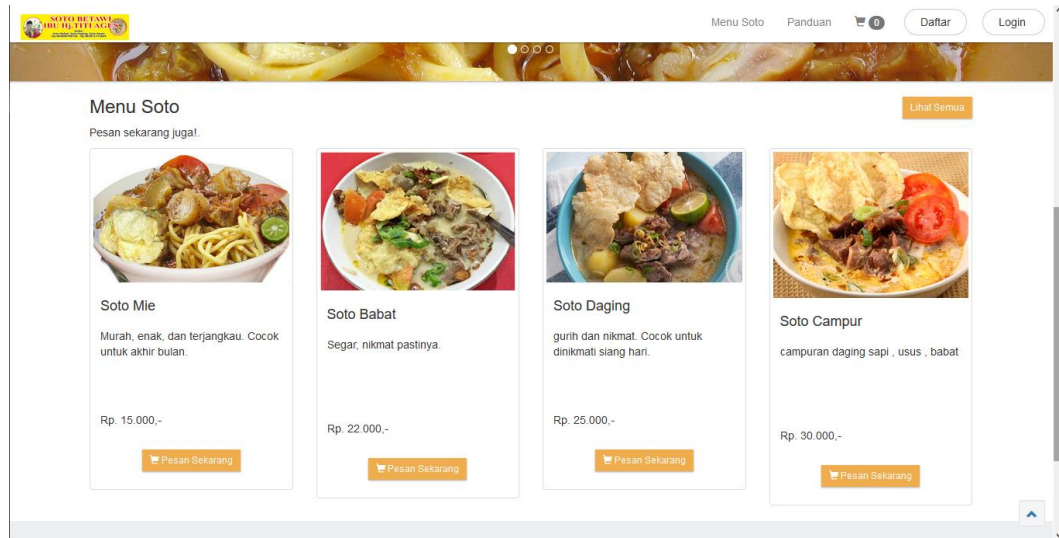 SOTO BETAWI
IBU Hj.TITI AGUS
Menu Soto
Panduan
0
Daftar
Login
Menu Soto
Lihat Semua
Pesan sekarang juga!.
Soto Mie
Murah, enak, dan terjangkau. Cocok
untuk akhir bulan.
Rp. 15.000,-
Pesan Sekarang
Soto Babat
Segar, nikmat pastinya.
Rp. 22.000,-
Pesan Sekarang
Soto Daging
gurih dan nikmat. Cocok untuk
dinikmati siang hari.
Rp. 25.000,-
Pesan Sekarang
Soto Campur
campuran daging sapi , usus , babat
Rp. 30.000,-
Pesan Sekarang